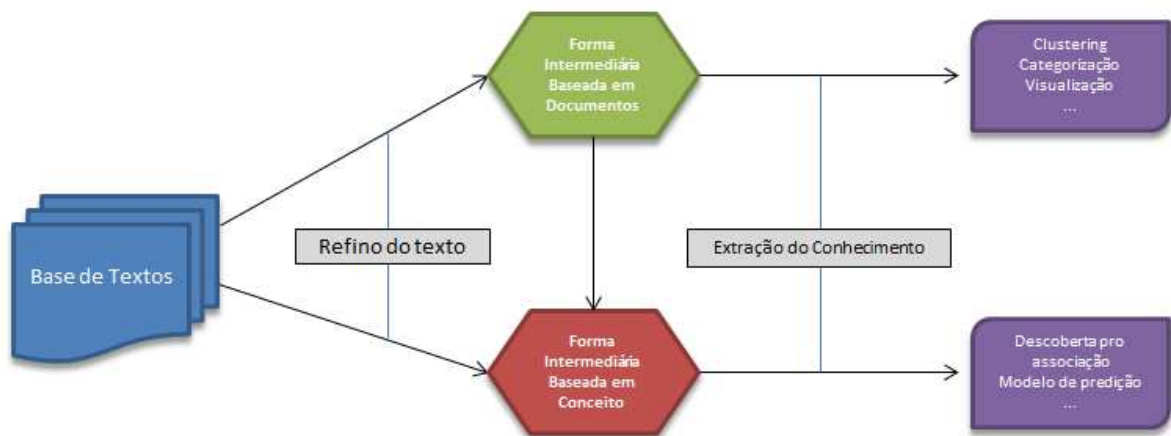 Forma
Intermediária
Baseada em
Documentos
Clustering
Categorização
Visualização
...
Base de Textos
Refino do texto
Extração do Conhecimento
Forma
Intermediária
Baseada em
Conceito
Descoberta pro
associação
Modelo de predição
...